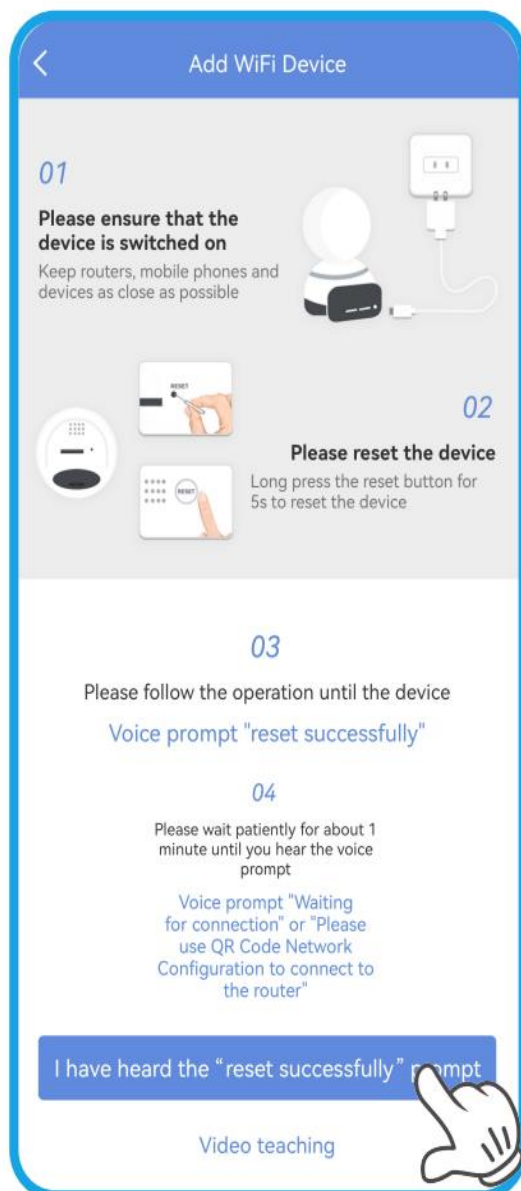 Add WiFi Device
01
Please ensure that the
device is switched on
Keep routers, mobile phones and
devices as close as possible
RESET
RESET
02
Please reset the device
Long press the reset button for
5s to reset the device
03
Please follow the operation until the device
Voice prompt "reset successfully"
04
Please wait patiently for about 1
minute until you hear the voice
prompt
Voice prompt "Waiting
for connection" or "Please
use QR Code Network
Configuration to connect to
the router"
I have heard the “reset successfully” prompt
Video teaching